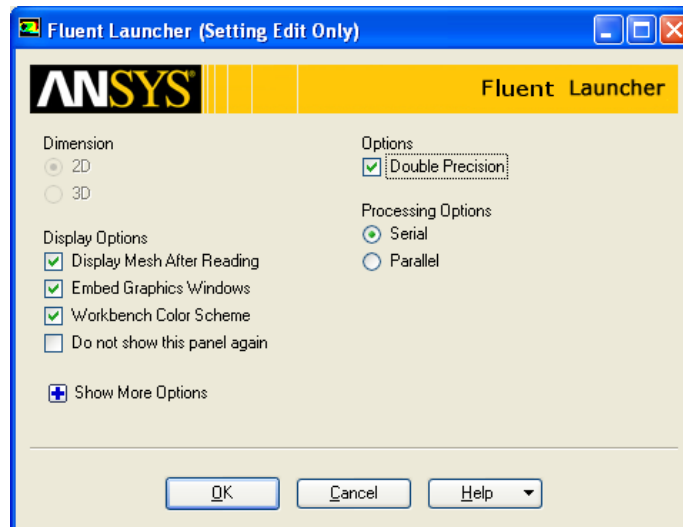 Fluent Launcher (Setting Edit Only)
ANSYS®
Fluent Launcher
Dimension
2D
3D
Display Options
Display Mesh After Reading
Embed Graphics Windows
Workbench Color Scheme
Do not show this panel again
Show More Options
Options
Double Precision
Processing Options
Serial
Parallel
OK
Cancel
Help